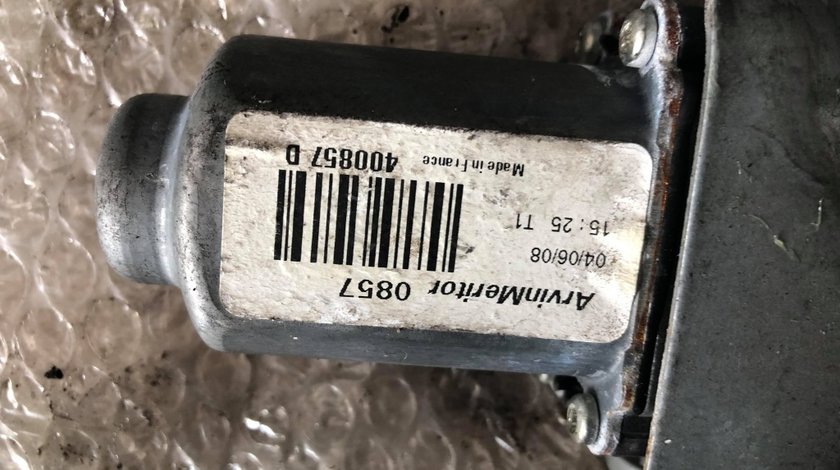 ArvinMeritor 0857
04/06/08
15:25 T1
400857 D
Made in France